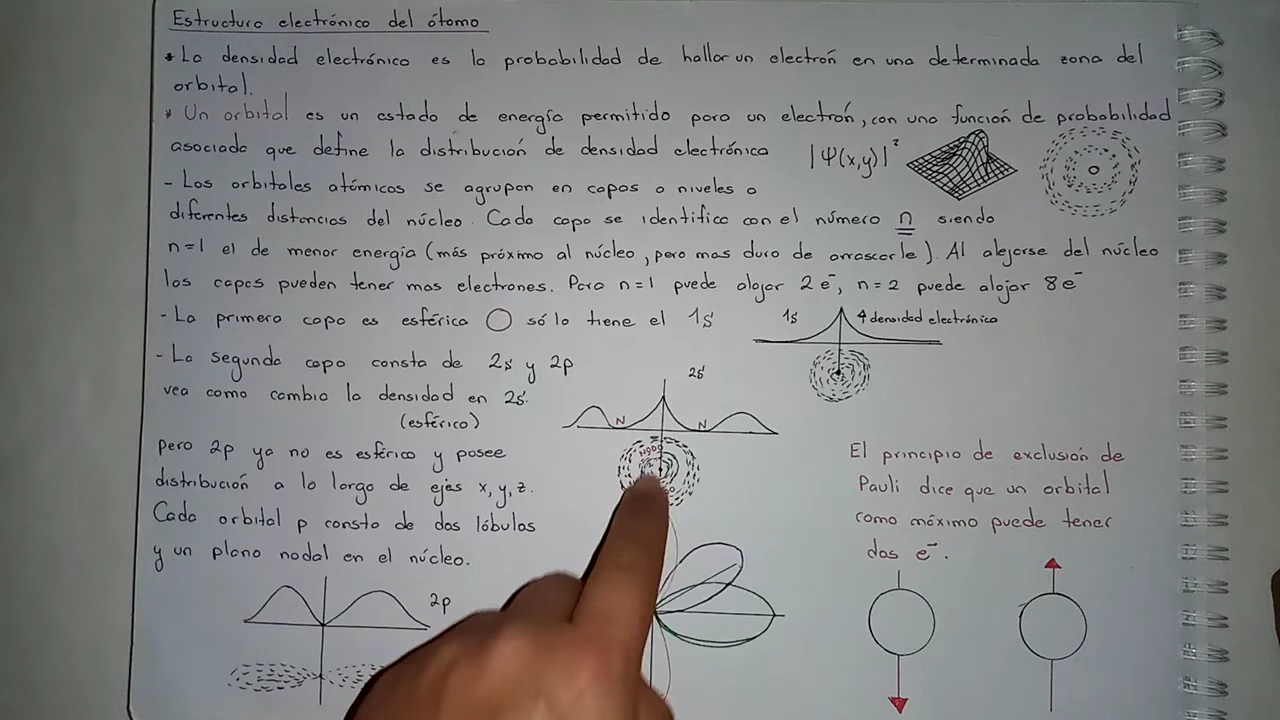 Estructura electrónica del átomo
* La densidad electrónica es la probabilidad de hallar un electrón en una determinada zona del
orbital.
* Un orbital es un estado de energía permitido para un electrón, con una función de probabilidad
asociada que define la distribución de densidad electrónica |Ψ(x,y)|²
- Los orbitales atómicos se agrupan en capas o niveles a
diferentes distancias del núcleo. Cada capa se identifica con el número n siendo
n=1 el de menor energía (más próximo al núcleo, pero mas duro de arrascarle). Al alejarse del núcleo
las capas pueden tener mas electrones. Para n=1 puede alojar 2e⁻, n=2 puede alojar 8e⁻
- La primera capa es esférica sólo tiene el 1s
1s densidad electrónica
- La segunda capa consta de 2s y 2p
vea como cambia la densidad en 2s.
(esférico)
2s
N N
pero 2p ya no es esférico y posee
distribución a lo largo de ejes x, y, z.
Cada orbital p consta de dos lóbulos
y un plano nodal en el núcleo.
2p
El principio de exclusión de
Pauli dice que un orbital
como máximo puede tener
dos e⁻.